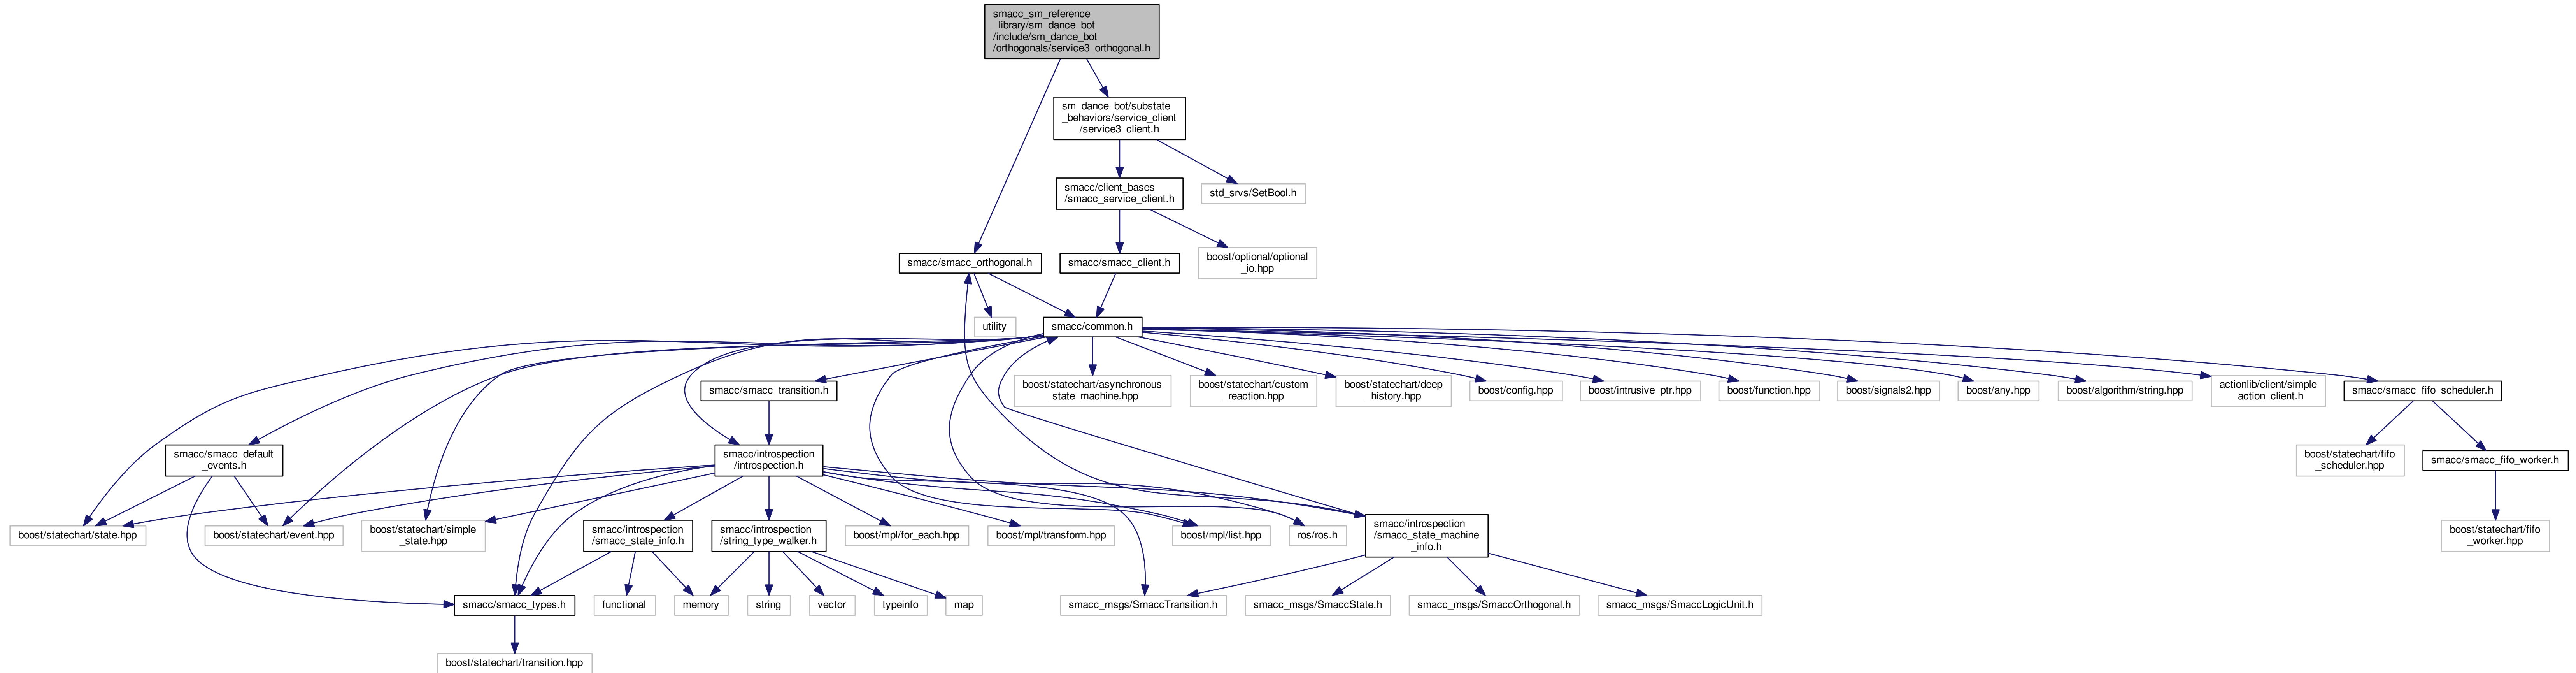 smacc_sm_reference
_library/sm_dance_bot
/include/sm_dance_bot
/orthogonals/service3_orthogonal.h
sm_dance_bot/substate
_behaviors/service_client
/service3_client.h
smacc/client_bases
/smacc_service_client.h
std_srvs/SetBool.h
smacc/smacc_orthogonal.h
smacc/smacc_client.h
boost/optional/optional
_io.hpp
utility
smacc/common.h
smacc/smacc_transition.h
boost/statechart/asynchronous
_state_machine.hpp
boost/statechart/custom
_reaction.hpp
boost/statechart/deep
_history.hpp
boost/config.hpp
boost/intrusive_ptr.hpp
boost/function.hpp
boost/signals2.hpp
boost/any.hpp
boost/algorithm/string.hpp
actionlib/client/simple
_action_client.h
smacc/smacc_fifo_scheduler.h
smacc/smacc_default
_events.h
smacc/introspection
/introspection.h
boost/statechart/fifo
_scheduler.hpp
smacc/smacc_fifo_worker.h
boost/statechart/state.hpp
boost/statechart/event.hpp
boost/statechart/simple
_state.hpp
smacc/introspection
/smacc_state_info.h
smacc/introspection
/string_type_walker.h
boost/mpl/for_each.hpp
boost/mpl/transform.hpp
boost/mpl/list.hpp
ros/ros.h
smacc/introspection
/smacc_state_machine
_info.h
boost/statechart/fifo
_worker.hpp
smacc/smacc_types.h
functional
memory
string
vector
typeinfo
map
smacc_msgs/SmaccTransition.h
smacc_msgs/SmaccState.h
smacc_msgs/SmaccOrthogonal.h
smacc_msgs/SmaccLogicUnit.h
boost/statechart/transition.hpp